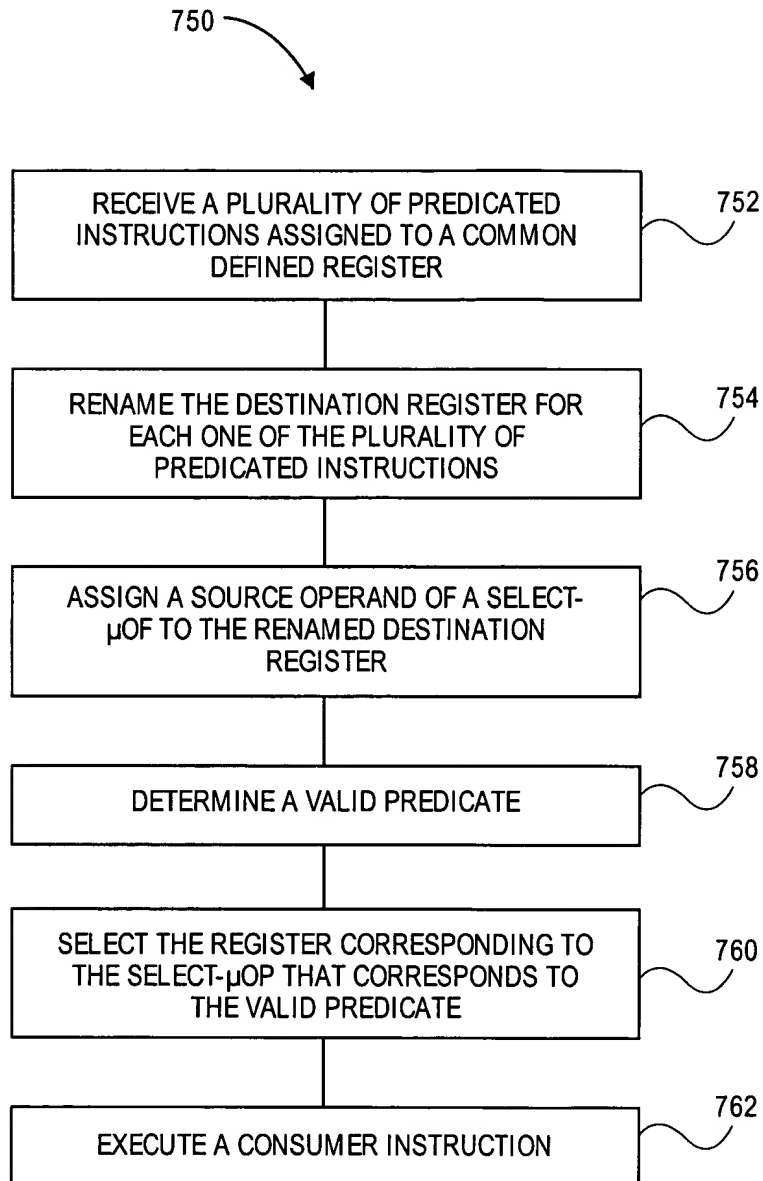 750
RECEIVE A PLURALITY OF PREDICATED
INSTRUCTIONS ASSIGNED TO A COMMON
DEFINED REGISTER
752
RENAME THE DESTINATION REGISTER FOR
EACH ONE OF THE PLURALITY OF
PREDICATED INSTRUCTIONS
754
ASSIGN A SOURCE OPERAND OF A SELECT-
µOF TO THE RENAMED DESTINATION
REGISTER
756
DETERMINE A VALID PREDICATE
758
SELECT THE REGISTER CORRESPONDING TO
THE SELECT-µOP THAT CORRESPONDS TO
THE VALID PREDICATE
760
EXECUTE A CONSUMER INSTRUCTION
762